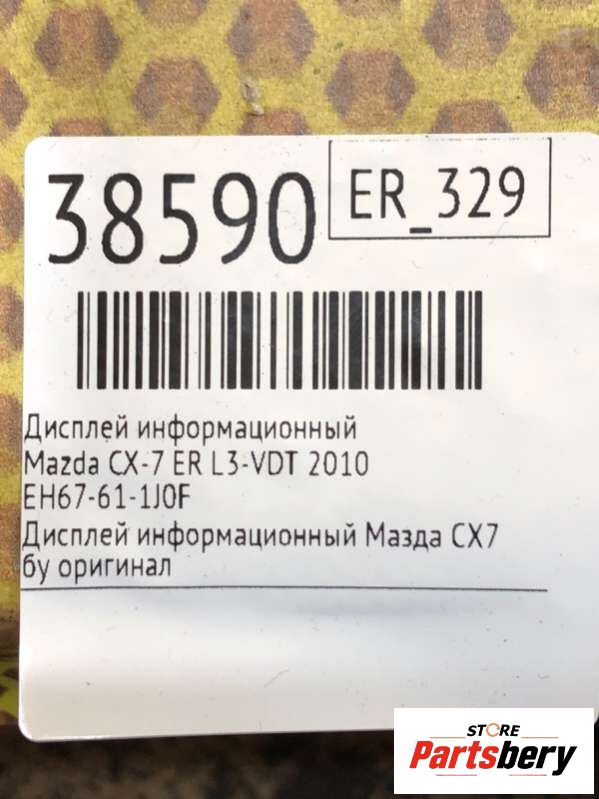 38590
ER_329
Дисплей информационный
Mazda CX-7 ER L3-VDT 2010
EH67-61-1J0F
Дисплей информационный Мазда CX7
бу оригинал
STORE
Partsbery